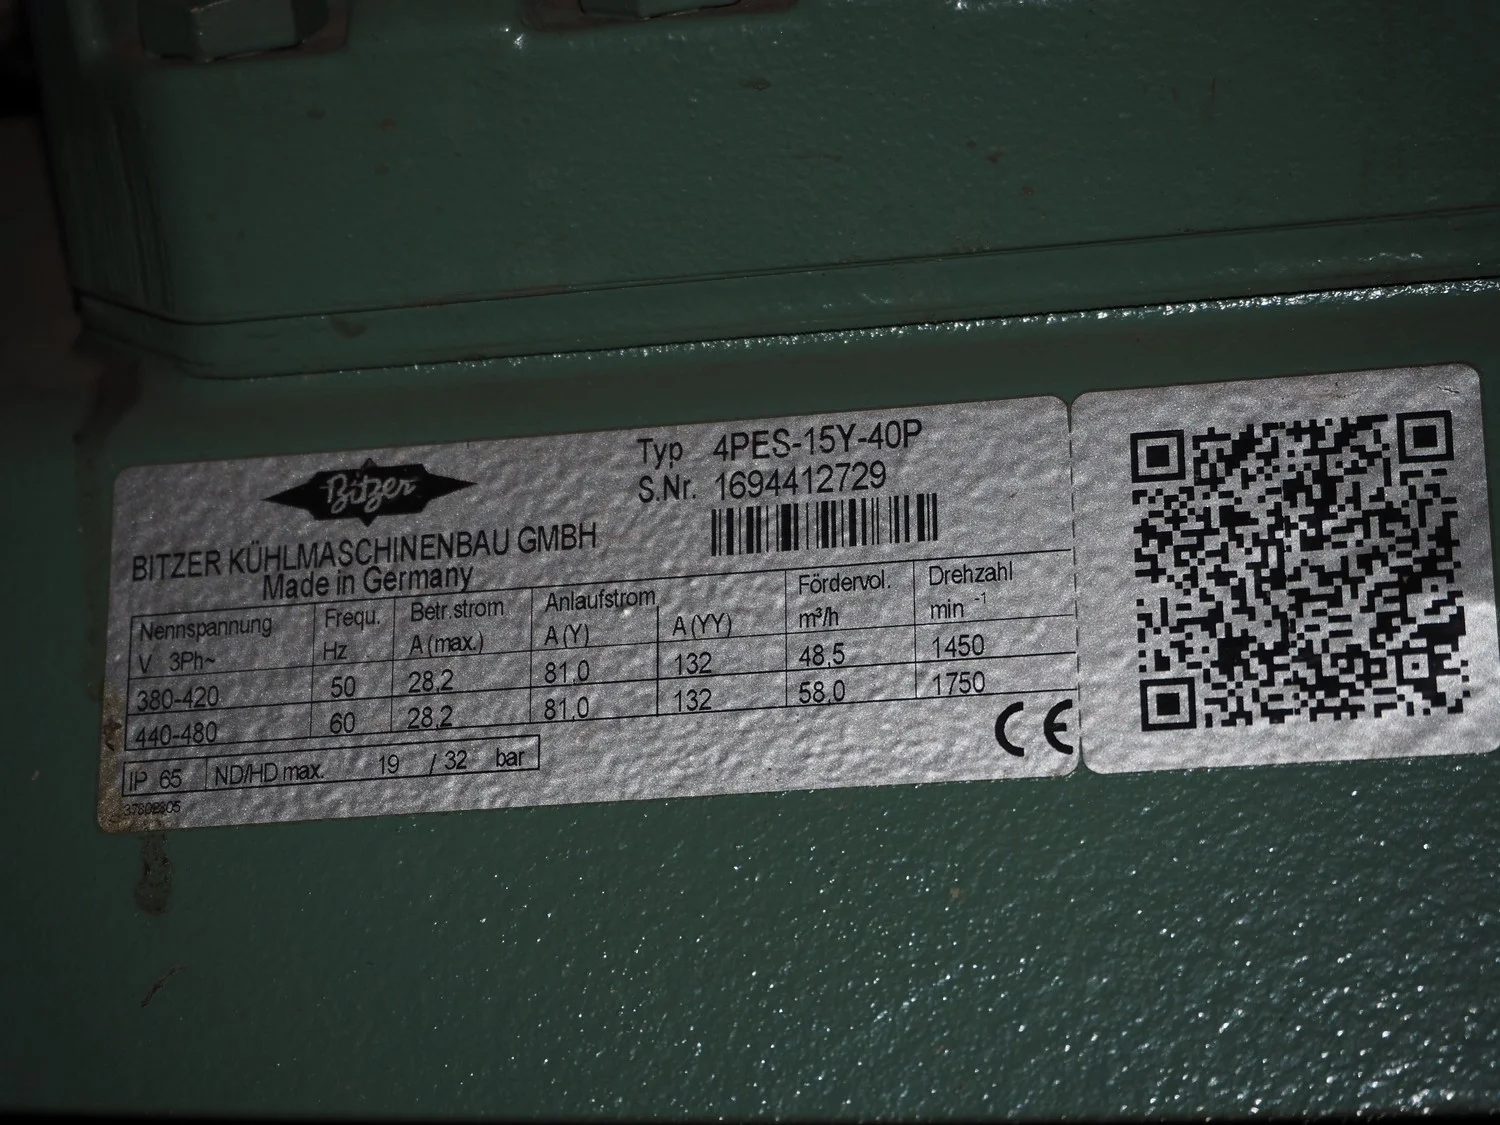 Bitzer
BITZER KÜHLMASCHINENBAU GMBH
Made in Germany
Typ 4PES-15Y-40P
S.Nr. 1694412729
Nennspannung Frequ. Betr.strom Anlaufstrom Fördervol. Drehzahl
V 3Ph~ Hz A (max.) A (Y) A (YY) m³/h min -1
380-420 50 28,2 81,0 132 48,5 1450
440-480 60 28,2 81,0 132 58,0 1750
IP 65 ND/HD max. 19 / 32 bar
CE